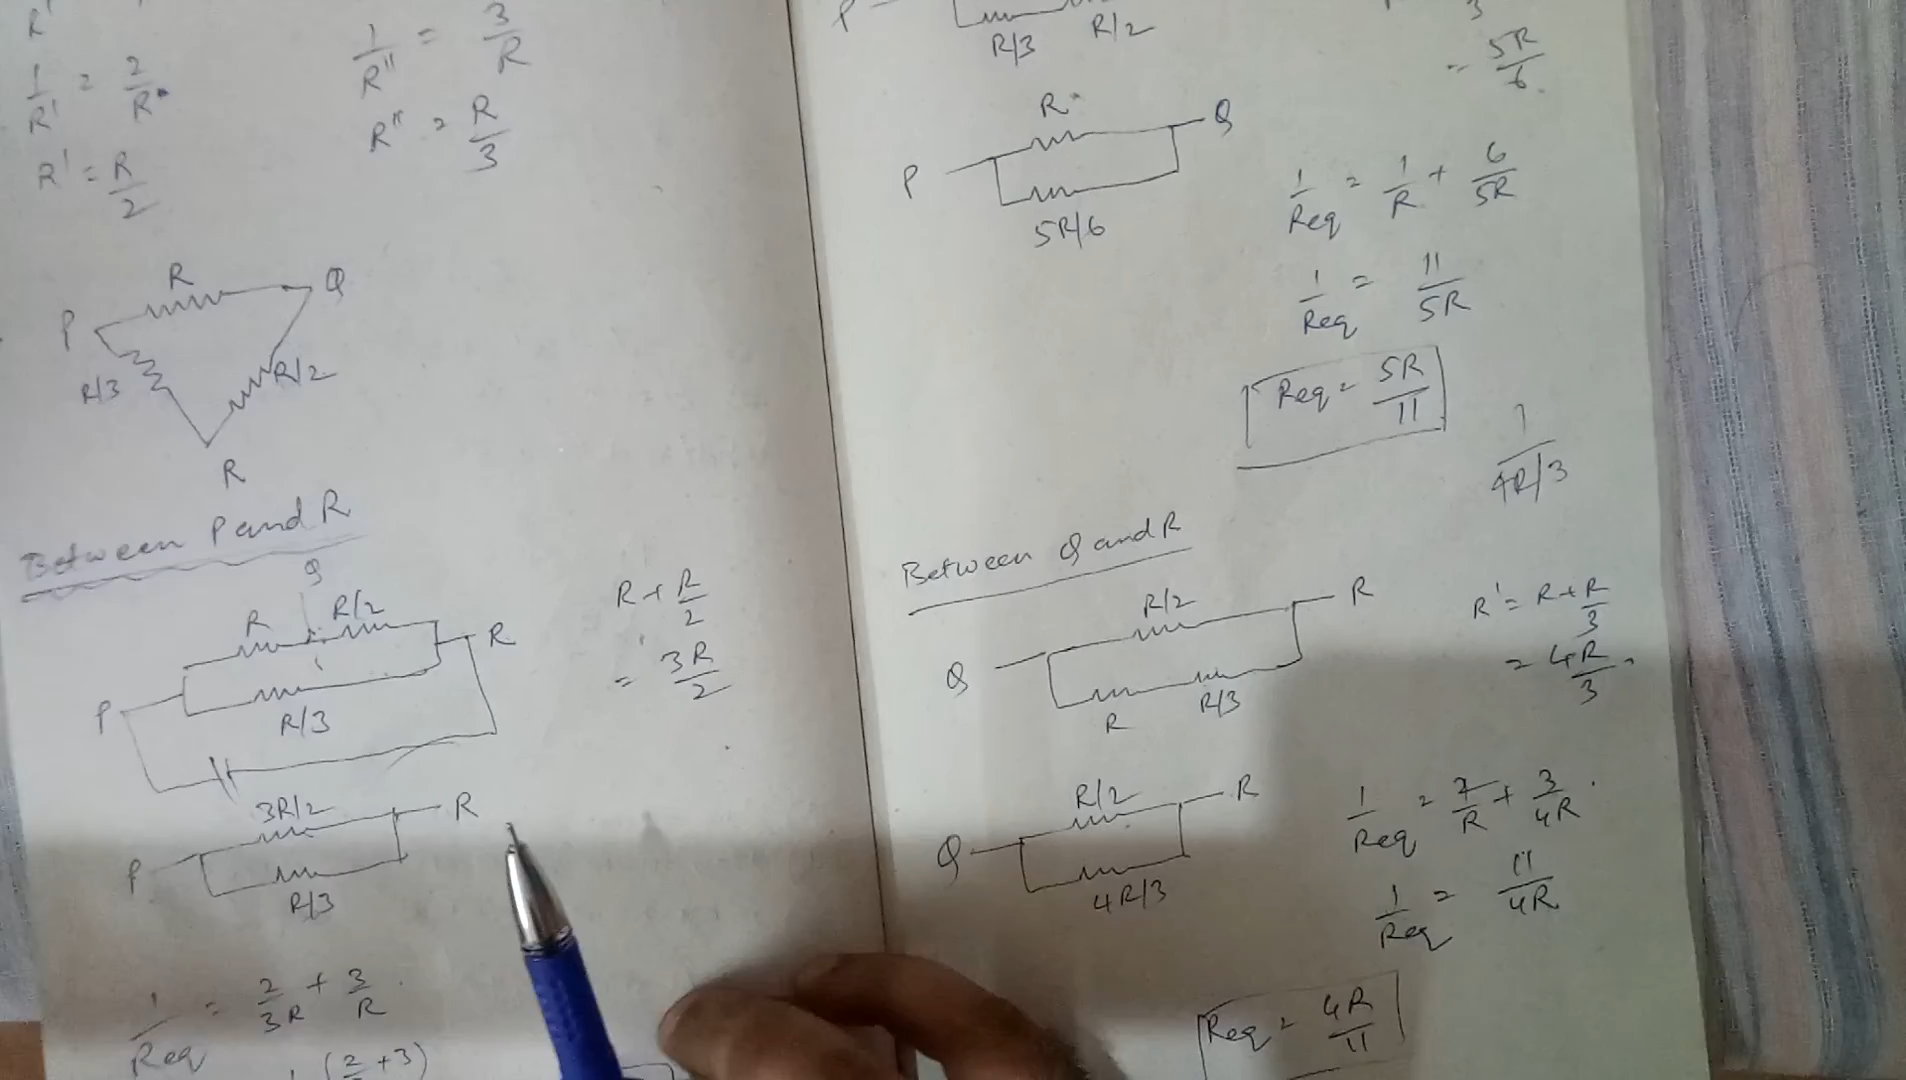 R'
1/R' = 2/R
R' = R/2
1/R'' = 3/R
R'' = R/3
R
P
Q
R/3
R/2
R
Between P and R
Q
R
R/2
R
P
R/3
R + R/2
= 3R/2
3R/2
R
P
R/3
1/Req = 2/3R + 3/R
(2/ +3)
P
R/3
R/2
3
= 5R/6
R
Q
P
5R/6
1/Req = 1/R + 6/5R
1/Req = 11/5R
Req = 5R/11
1/4R/3
Between Q and R
R/2
R
Q
R
R/3
R' = R + R/3
= 4R/3
R/2
R
Q
4R/3
1/Req = 2/R + 3/4R
1/Req = 11/4R
Req = 4R/11